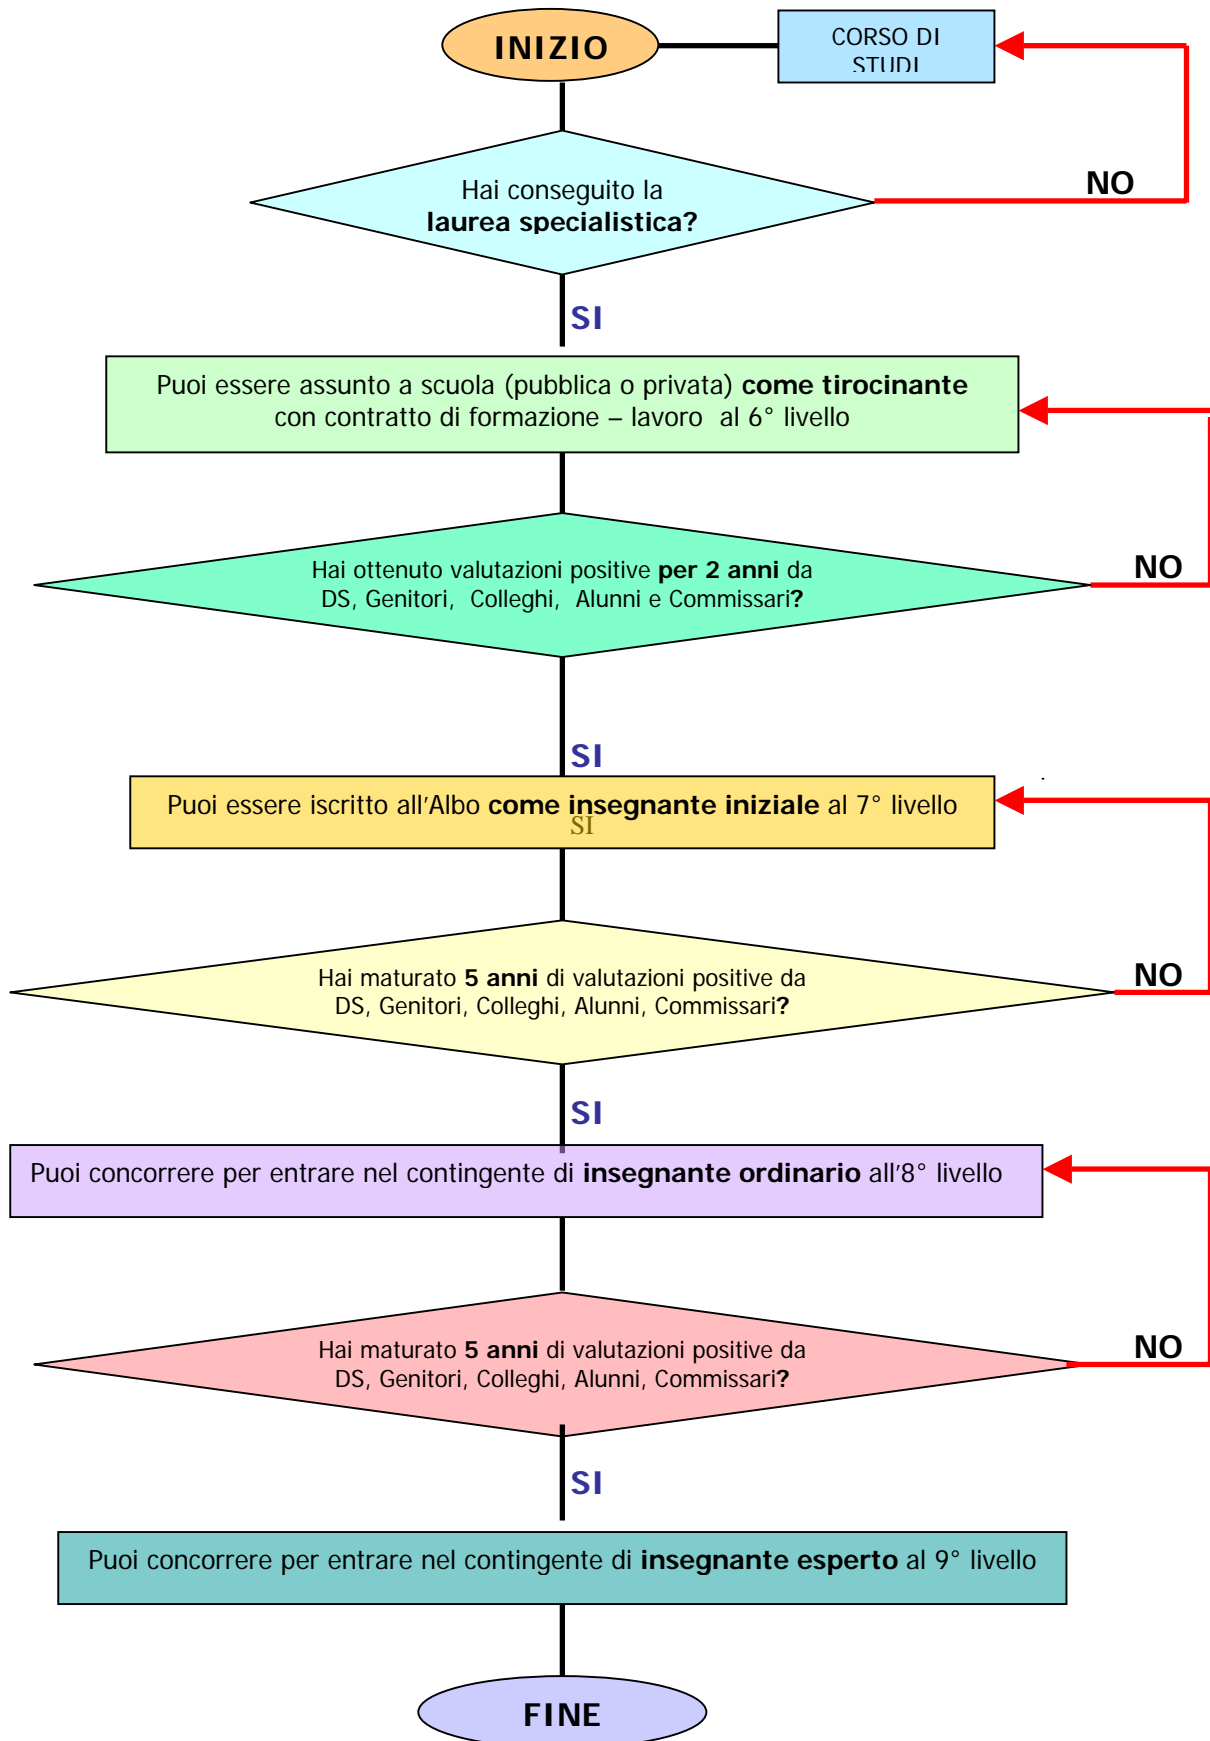 INIZIO
CORSO DI
STUDI
Hai conseguito la
laurea specialistica?
NO
SI
Puoi essere assunto a scuola (pubblica o privata) come tirocinante
con contratto di formazione – lavoro al 6° livello
Hai ottenuto valutazioni positive per 2 anni da
DS, Genitori, Colleghi, Alunni e Commissari?
NO
SI
Puoi essere iscritto all'Albo come insegnante iniziale al 7° livello
SI
Hai maturato 5 anni di valutazioni positive da
DS, Genitori, Colleghi, Alunni, Commissari?
NO
SI
Puoi concorrere per entrare nel contingente di insegnante ordinario all'8° livello
Hai maturato 5 anni di valutazioni positive da
DS, Genitori, Colleghi, Alunni, Commissari?
NO
SI
Puoi concorrere per entrare nel contingente di insegnante esperto al 9° livello
FINE